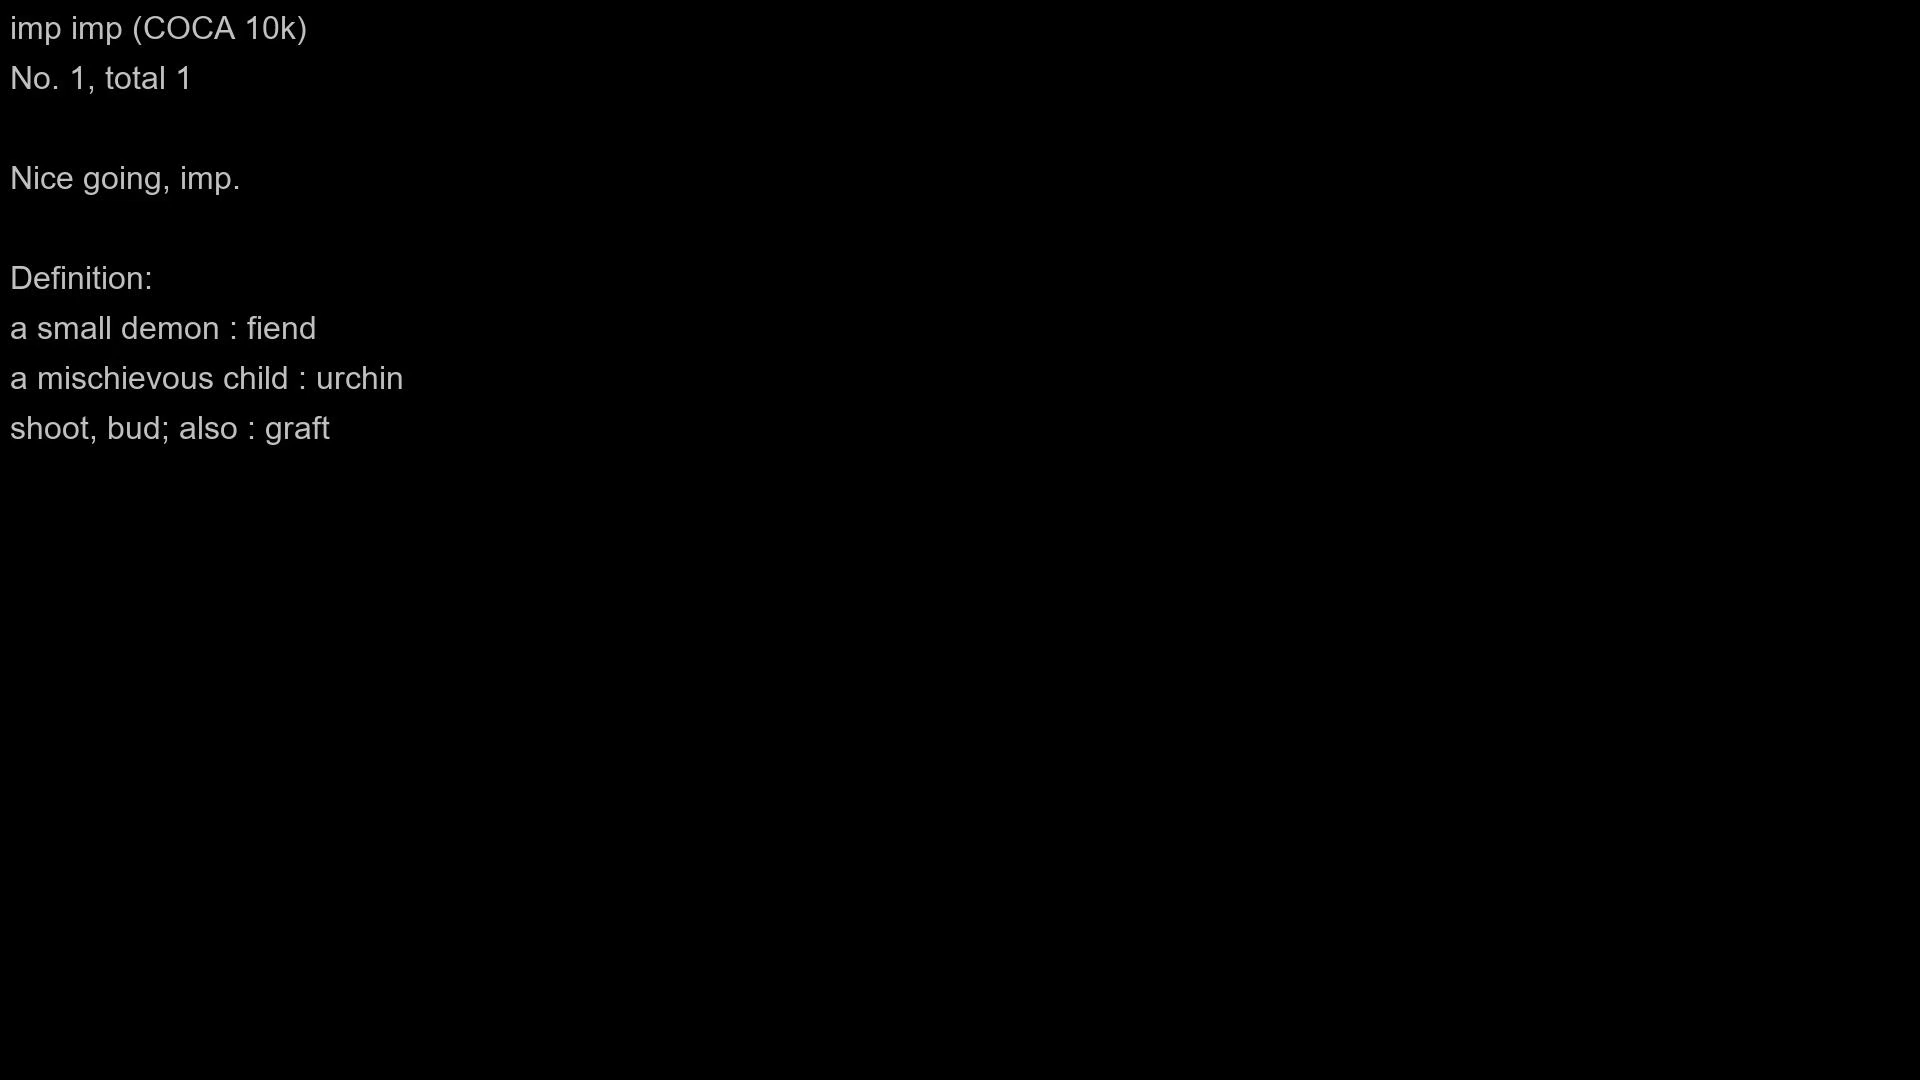 imp imp (COCA 10k)
No. 1, total 1
Nice going, imp.
Definition:
a small demon : fiend
a mischievous child : urchin
shoot, bud; also : graft